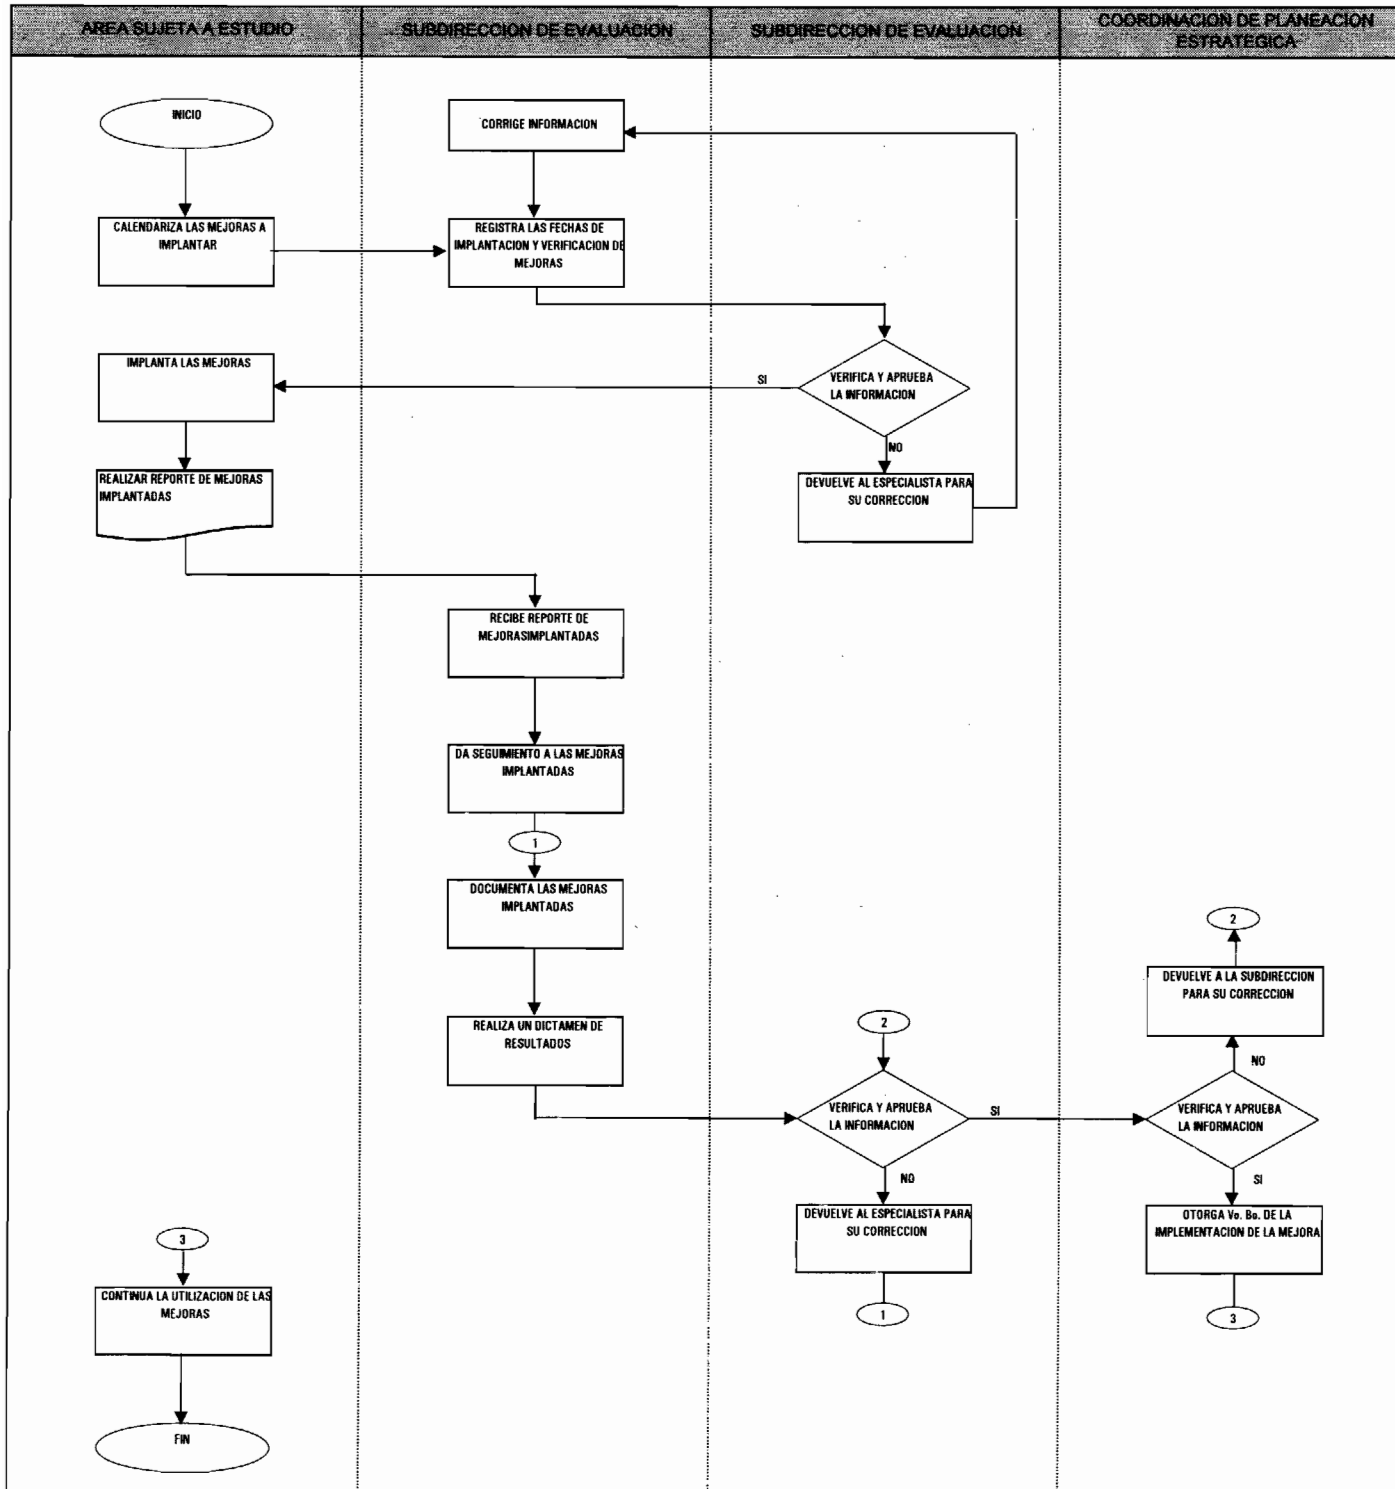 AREA SUJETA A ESTUDIO
SUBDIRECCION DE EVALUACION
SUBDIRECCION DE EVALUACION
COORDINACION DE PLANEACION
ESTRATEGICA
INICIO
CORRIGE INFORMACION
CALENDARIZA LAS MEJORAS A
IMPLANTAR
REGISTRA LAS FECHAS DE
IMPLANTACION Y VERIFICACION DE
MEJORAS
IMPLANTA LAS MEJORAS
SI
VERIFICA Y APRUEBA
LA INFORMACION
NO
REALIZAR REPORTE DE MEJORAS
IMPLANTADAS
DEVUELVE AL ESPECIALISTA PARA
SU CORRECCION
RECIBE REPORTE DE
MEJORASIMPLANTADAS
DA SEGUIMIENTO A LAS MEJORAS
IMPLANTADAS
1
DOCUMENTA LAS MEJORAS
IMPLANTADAS
2
DEVUELVE A LA SUBDIRECCION
PARA SU CORRECCION
REALIZA UN DICTAMEN DE
RESULTADOS
2
NO
VERIFICA Y APRUEBA
LA INFORMACION
SI
VERIFICA Y APRUEBA
LA INFORMACION
NO
SI
DEVUELVE AL ESPECIALISTA PARA
SU CORRECCION
OTORGA Vo. Bo. DE LA
IMPLEMENTACION DE LA MEJORA
3
1
3
CONTINUA LA UTILIZACION DE LAS
MEJORAS
FIN